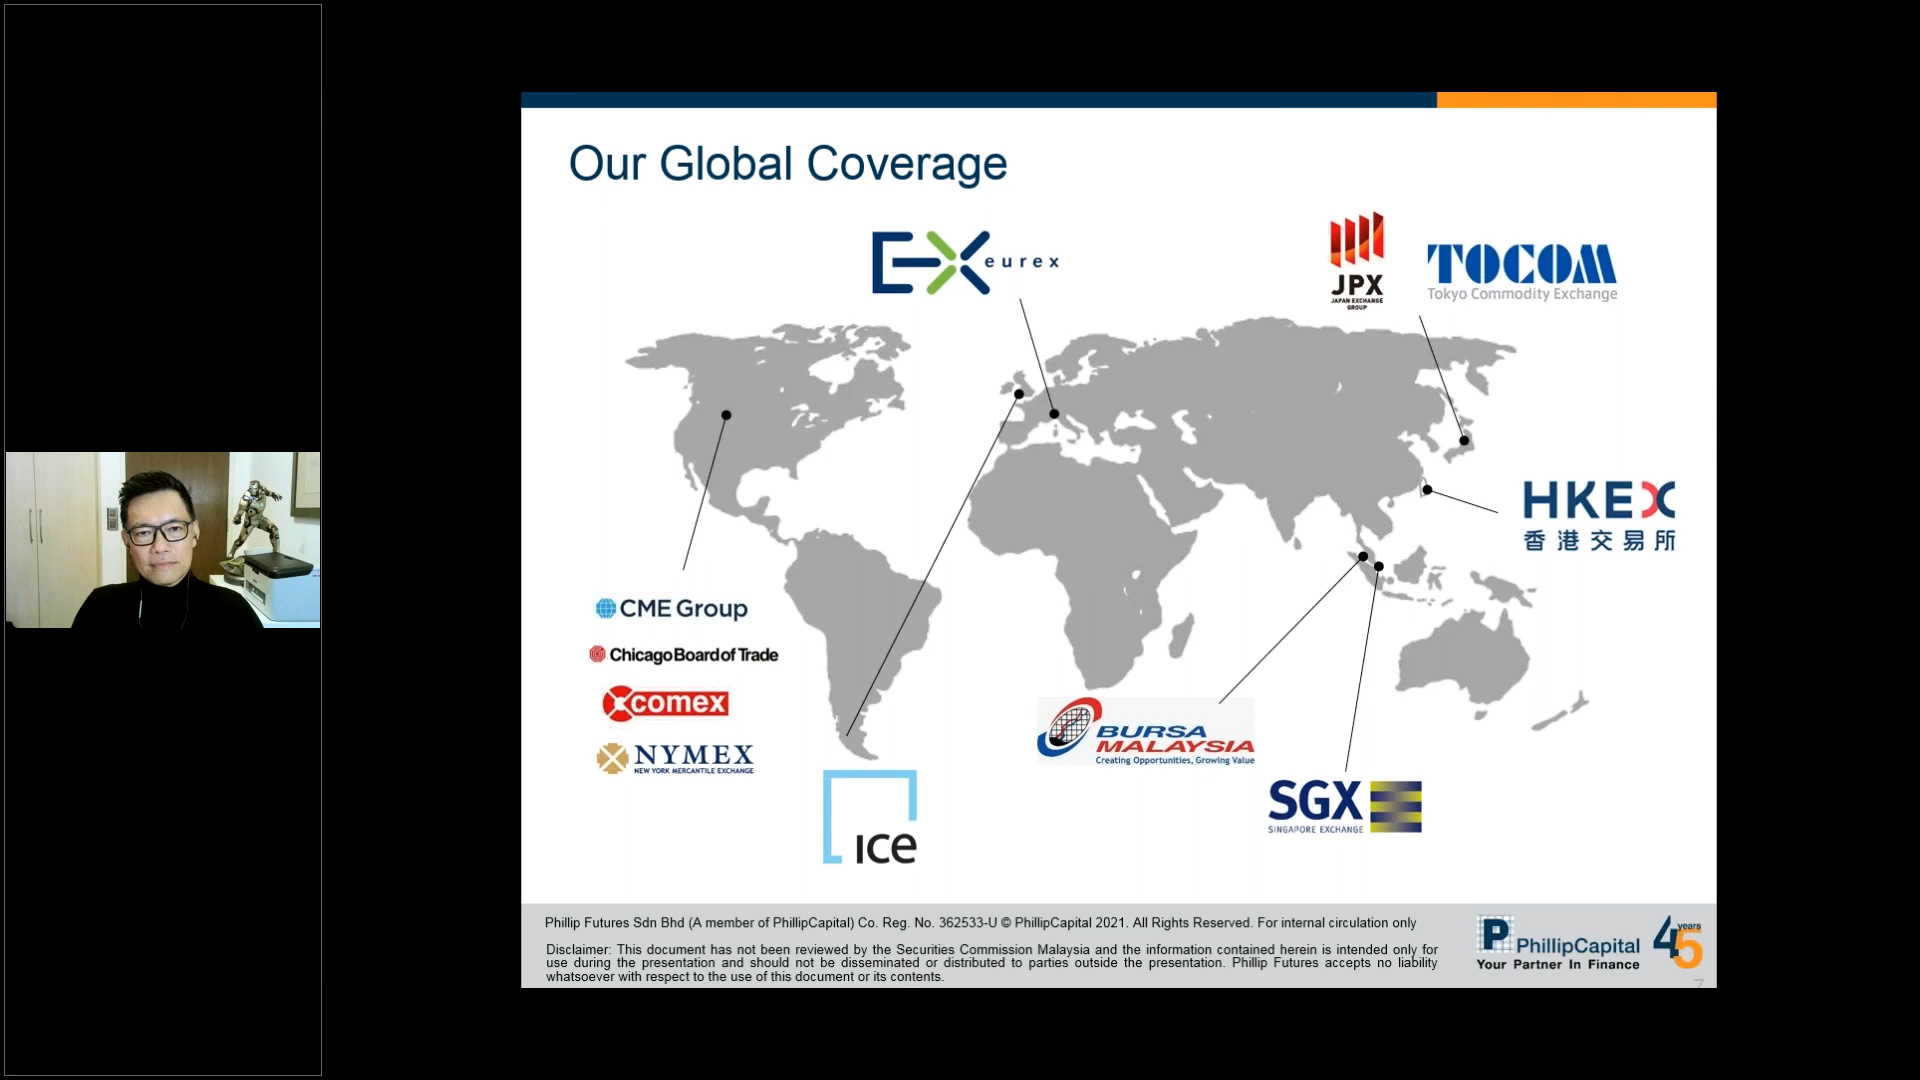 Our Global Coverage
eurex
JPX
JAPAN EXCHANGE
GROUP
TOCOM
Tokyo Commodity Exchange
HKEX
香港交易所
CME Group
Chicago Board of Trade
comex
NYMEX
NEW YORK MERCANTILE EXCHANGE
ice
BURSA
MALAYSIA
Creating Opportunities, Growing Value
SGX
SINGAPORE EXCHANGE
Phillip Futures Sdn Bhd (A member of PhillipCapital) Co. Reg. No. 362533-U © PhillipCapital 2021. All Rights Reserved. For internal circulation only
Disclaimer: This document has not been reviewed by the Securities Commission Malaysia and the information contained herein is intended only for
use during the presentation and should not be disseminated or distributed to parties outside the presentation. Phillip Futures accepts no liability
whatsoever with respect to the use of this document or its contents.
P PhillipCapital
Your Partner In Finance
45 years
7